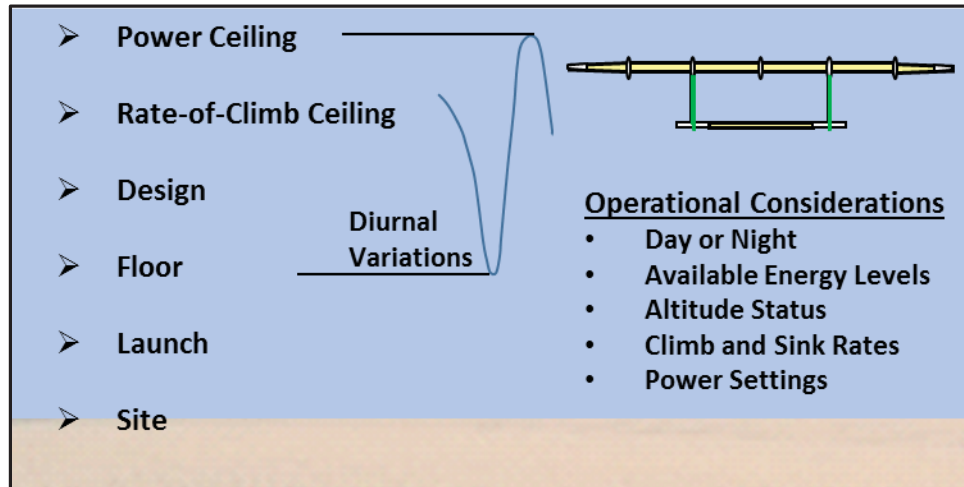 ➢ Power Ceiling
➢ Rate-of-Climb Ceiling
➢ Design
➢ Floor
➢ Launch
➢ Site
Diurnal
Variations
Operational Considerations
• Day or Night
• Available Energy Levels
• Altitude Status
• Climb and Sink Rates
• Power Settings